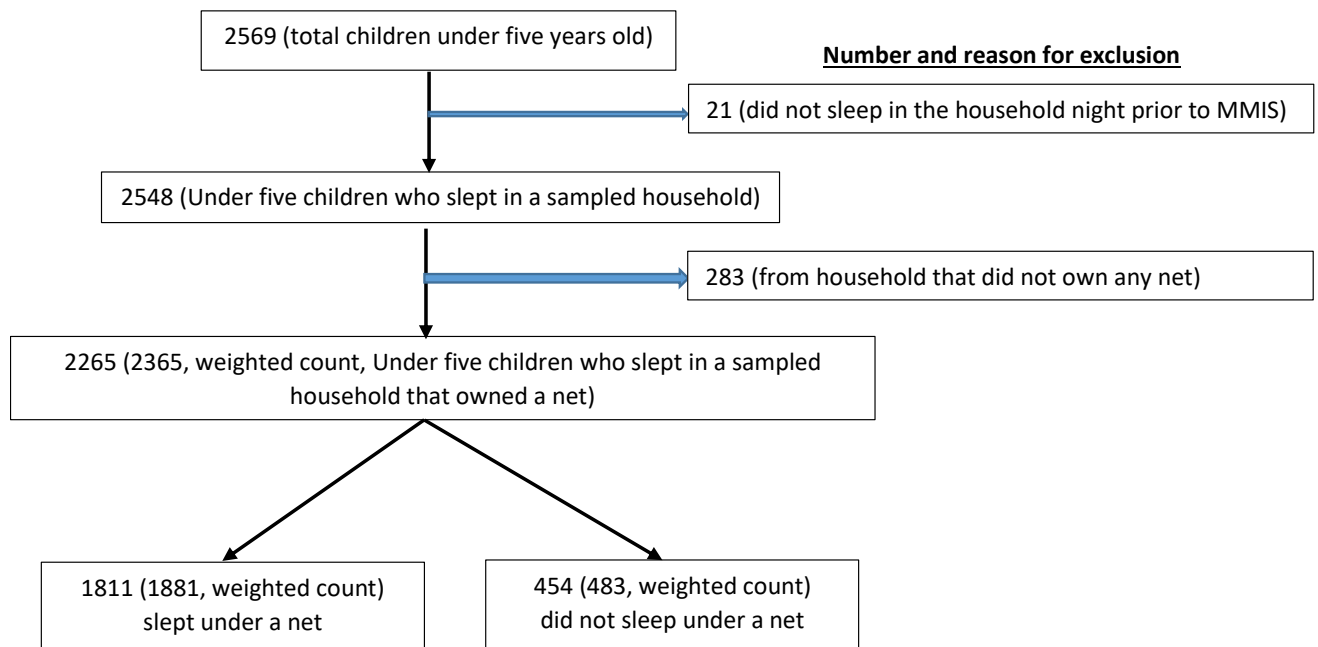 2569 (total children under five years old)
Number and reason for exclusion
21 (did not sleep in the household night prior to MMIS)
2548 (Under five children who slept in a sampled household)
283 (from household that did not own any net)
2265 (2365, weighted count, Under five children who slept in a sampled
household that owned a net)
1811 (1881, weighted count)
slept under a net
454 (483, weighted count)
did not sleep under a net